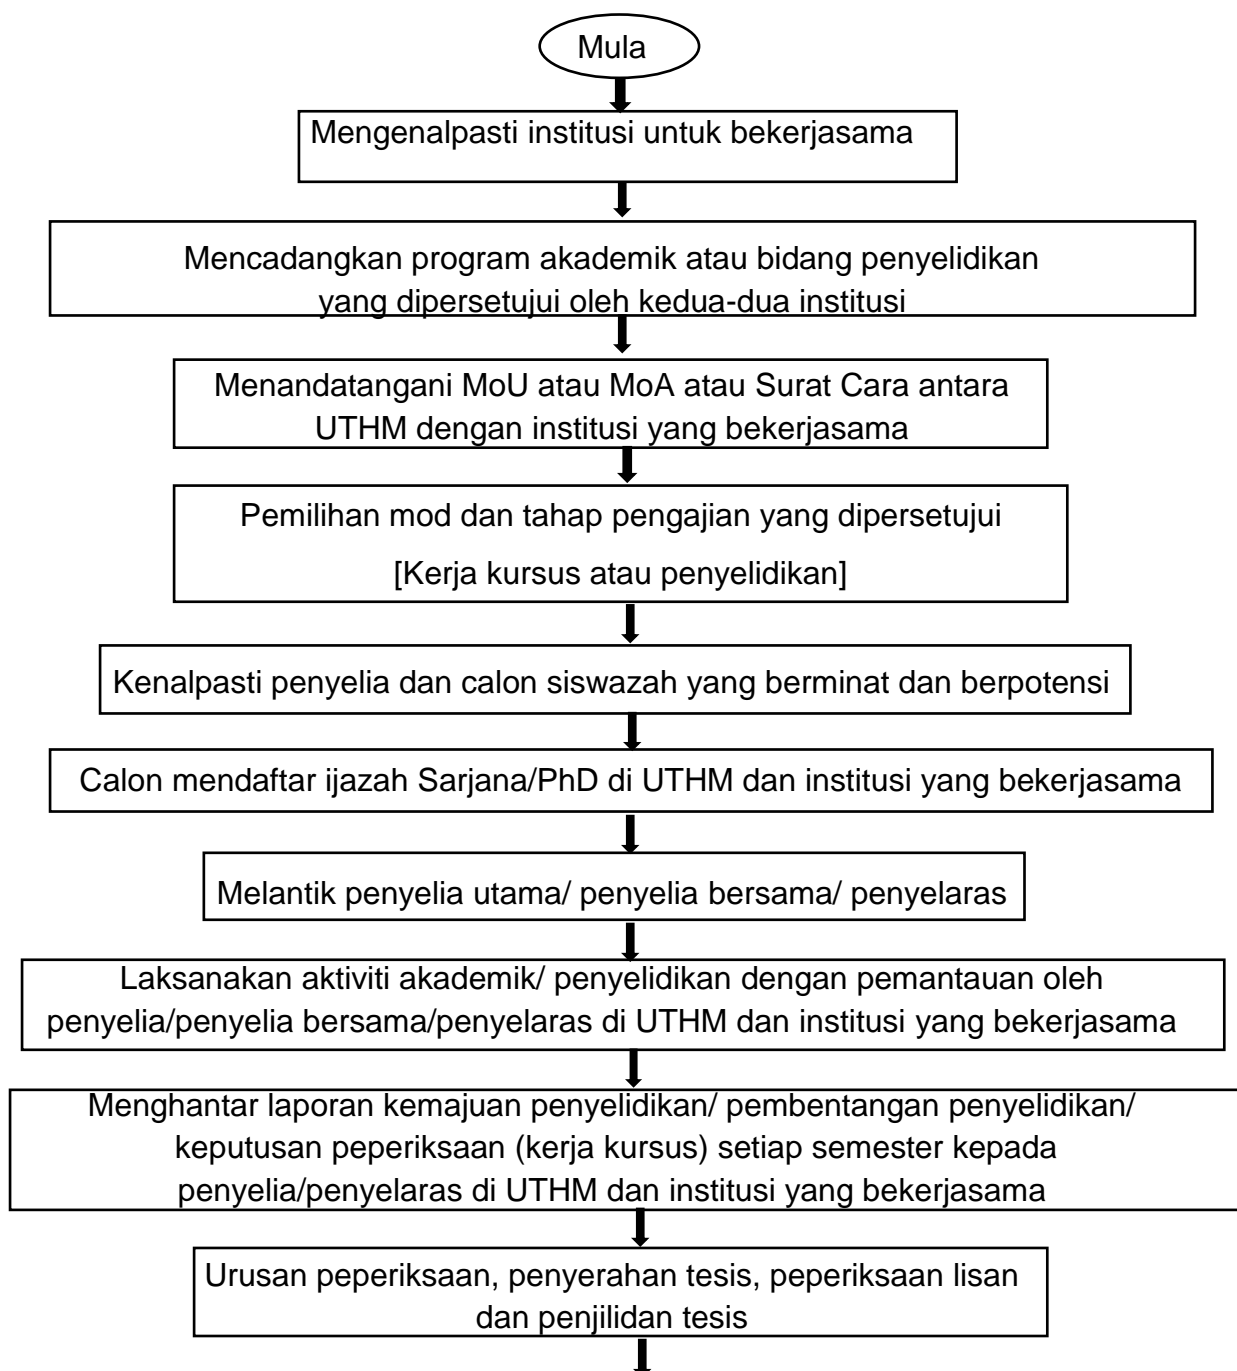 Mula
Mengenalpasti institusi untuk bekerjasama
Mencadangkan program akademik atau bidang penyelidikan
yang dipersetujui oleh kedua-dua institusi
Menandatangani MoU atau MoA atau Surat Cara antara
UTHM dengan institusi yang bekerjasama
Pemilihan mod dan tahap pengajian yang dipersetujui
[Kerja kursus atau penyelidikan]
Kenalpasti penyelia dan calon siswazah yang berminat dan berpotensi
Calon mendaftar ijazah Sarjana/PhD di UTHM dan institusi yang bekerjasama
Melantik penyelia utama/ penyelia bersama/ penyelaras
Laksanakan aktiviti akademik/ penyelidikan dengan pemantauan oleh
penyelia/penyelia bersama/penyelaras di UTHM dan institusi yang bekerjasama
Menghantar laporan kemajuan penyelidikan/ pembentangan penyelidikan/
keputusan peperiksaan (kerja kursus) setiap semester kepada
penyelia/penyelaras di UTHM dan institusi yang bekerjasama
Urusan peperiksaan, penyerahan tesis, peperiksaan lisan
dan penjilidan tesis